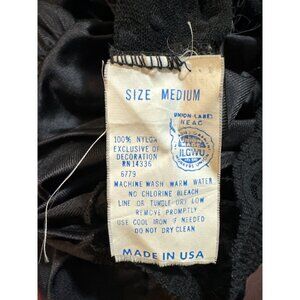 SIZE MEDIUM
UNION LABEL
ILGWU
100% NYLON
EXCLUSIVE OF
DECORATION
RN 14336
6779
MACHINE WASH WARM WATER
NO CHLORINE BLEACH
LINE OR TUMBLE DRY LOW
REMOVE PROMPTLY
USE COOL IRON IF NEEDED
DO NOT DRY CLEAN
MADE IN USA